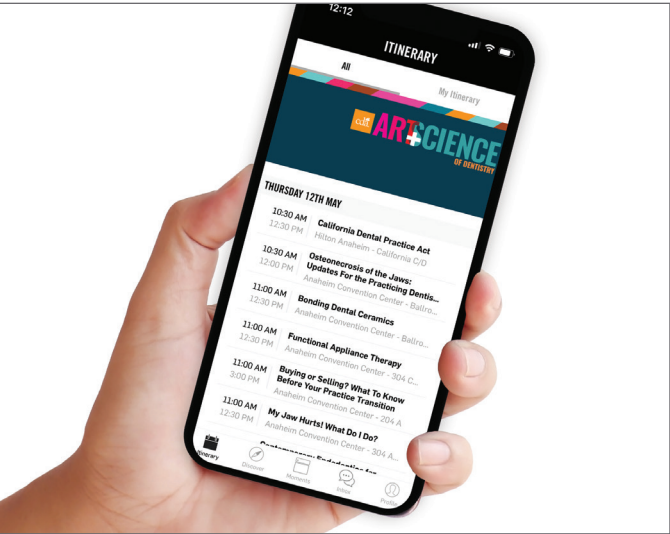 12:12
ITINERARY
All
My Itinerary
cda.
ART+SCIENCE
OF DENTISTRY
THURSDAY 12TH MAY
10:30 AM
12:30 PM
California Dental Practice Act
Hilton Anaheim - California C/D
10:30 AM
12:00 PM
Osteonecrosis of the Jaws:
Updates For the Practicing Dentis...
Anaheim Convention Center - Ballro...
11:00 AM
12:30 PM
Bonding Dental Ceramics
Anaheim Convention Center - Ballro...
11:00 AM
12:30 PM
Functional Appliance Therapy
Anaheim Convention Center - 304 C...
11:00 AM
3:00 PM
Buying or Selling? What To Know
Before Your Practice Transition
Anaheim Convention Center - 204 A
11:00 AM
12:30 PM
My Jaw Hurts! What Do I Do?
Anaheim Convention Center - 304 A...
Contemporary Endodontics for
Itinerary
Discover
Moments
Inbox
Profile